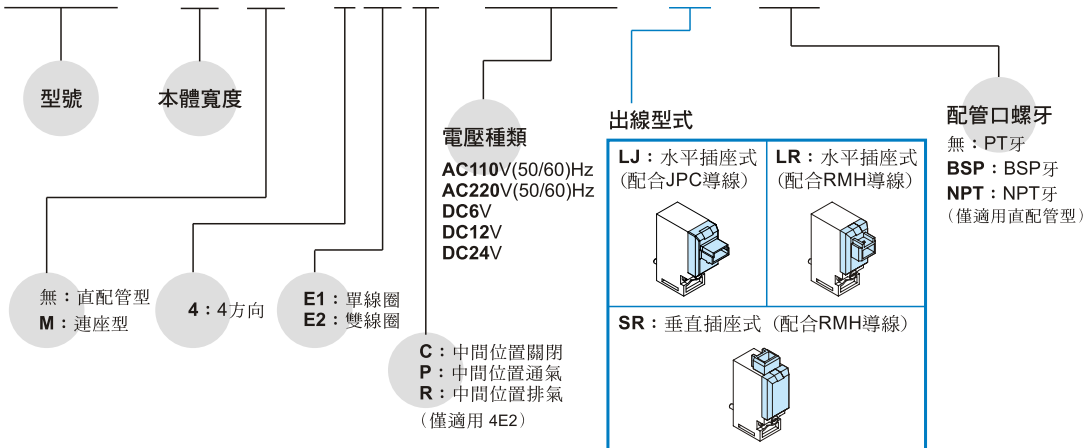 型號
本體寬度
無：直配管型
M：連座型
4：4方向
E1：單線圈
E2：雙線圈
C：中間位置關閉
P：中間位置通氣
R：中間位置排氣
（僅適用 4E2）
電壓種類
AC110V(50/60)Hz
AC220V(50/60)Hz
DC6V
DC12V
DC24V
出線型式
LJ：水平插座式
(配合JPC導線)
LR：水平插座式
(配合RMH導線)
SR：垂直插座式（配合RMH導線）
配管口螺牙
無：PT牙
BSP：BSP牙
NPT：NPT牙
（僅適用直配管型）